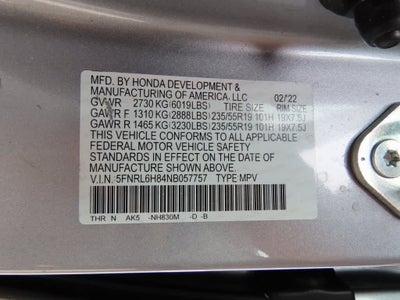 MFD. BY HONDA DEVELOPMENT &
MANUFACTURING OF AMERICA, LLC 02/22
GVWR 2730 KG(6019LBS) TIRE SIZE RIM SIZE
GAWR F 1310 KG(2888LBS) 235/55R19 101H 19X7.5J
GAWR R 1465 KG(3230LBS) 235/55R19 101H 19X7.5J
THIS VEHICLE CONFORMS TO ALL APPLICABLE
FEDERAL MOTOR VEHICLE SAFETY
STANDARDS IN EFFECT ON THE DATE OF
MANUFACTURE SHOWN ABOVE.
V.I.N. 5FNRL6H84NB057757 TYPE MPV
THR N AK5 -NH830M -D -B